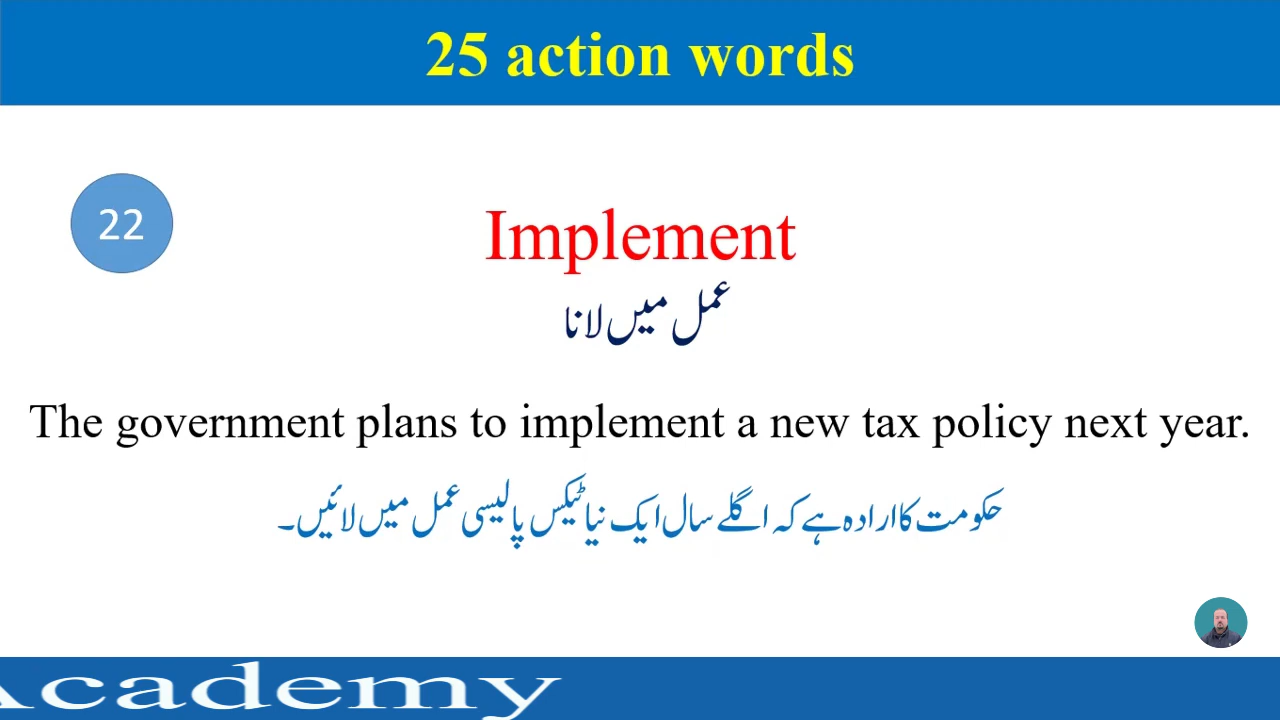 25 action words
22
Implement
عمل میں لانا
The government plans to implement a new tax policy next year.
حکومت کا ارادہ ہے کہ اگلے سال ایک نیا ٹیکس پالیسی عمل میں لائیں۔
Academy